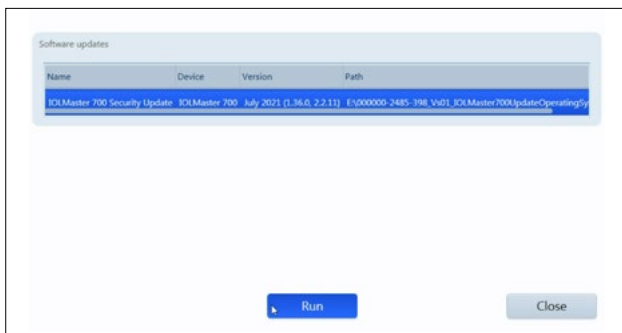 Software updates
Name Device Version Path
IOLMaster 700 Security Update IOLMaster 700 July 2021 (1.36.0, 2.2.11) E:\000000-2485-398_Vs01_IOLMaster700UpdateOperatingSy
Run Close